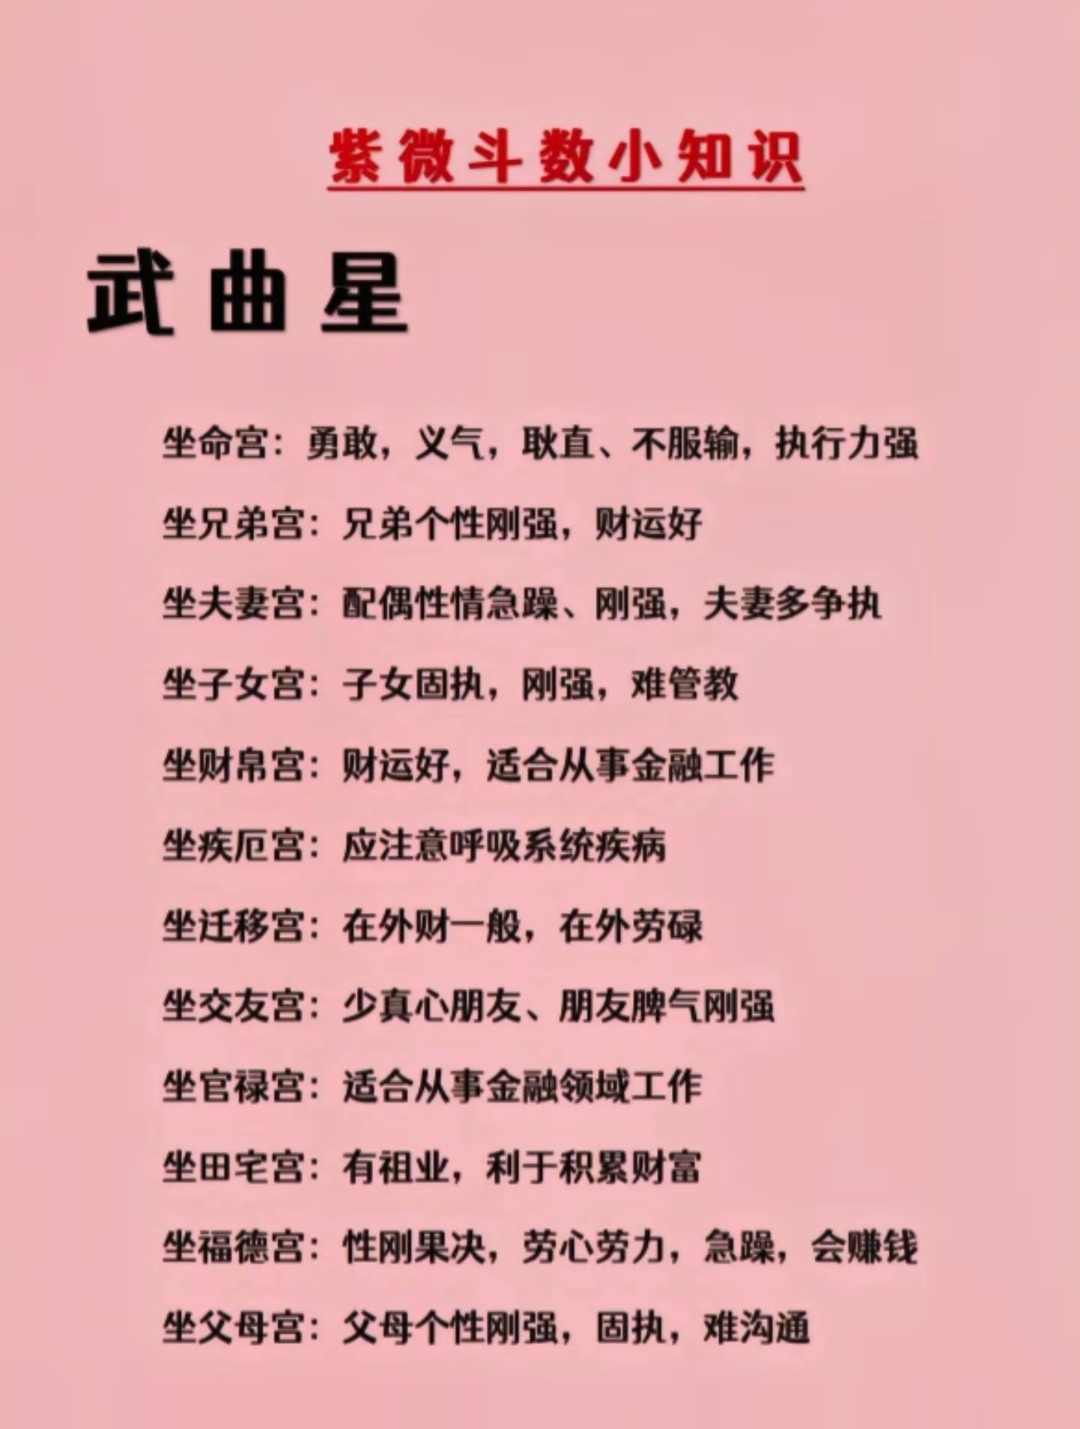 紫微斗数小知识
武曲星
坐命宫：勇敢，义气，耿直、不服输，执行力强
坐兄弟宫：兄弟个性刚强，财运好
坐夫妻宫：配偶性情急躁、刚强，夫妻多争执
坐子女宫：子女固执，刚强，难管教
坐财帛宫：财运好，适合从事金融工作
坐疾厄宫：应注意呼吸系统疾病
坐迁移宫：在外财一般，在外劳碌
坐交友宫：少真心朋友、朋友脾气刚强
坐官禄宫：适合从事金融领域工作
坐田宅宫：有祖业，利于积累财富
坐福德宫：性刚果决，劳心劳力，急躁，会赚钱
坐父母宫：父母个性刚强，固执，难沟通